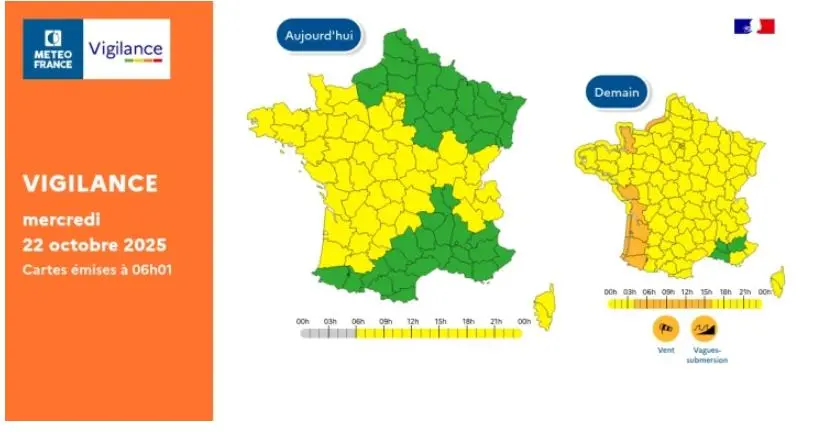 METEO
FRANCE
Vigilance
VIGILANCE
mercredi
22 octobre 2025
Cartes émises à 06h01
Aujourd'hui
00h 03h 06h 09h 12h 15h 18h 21h 00h
Demain
00h 03h 06h 09h 12h 15h 18h 21h 00h
Vent
Vagues-
submersion